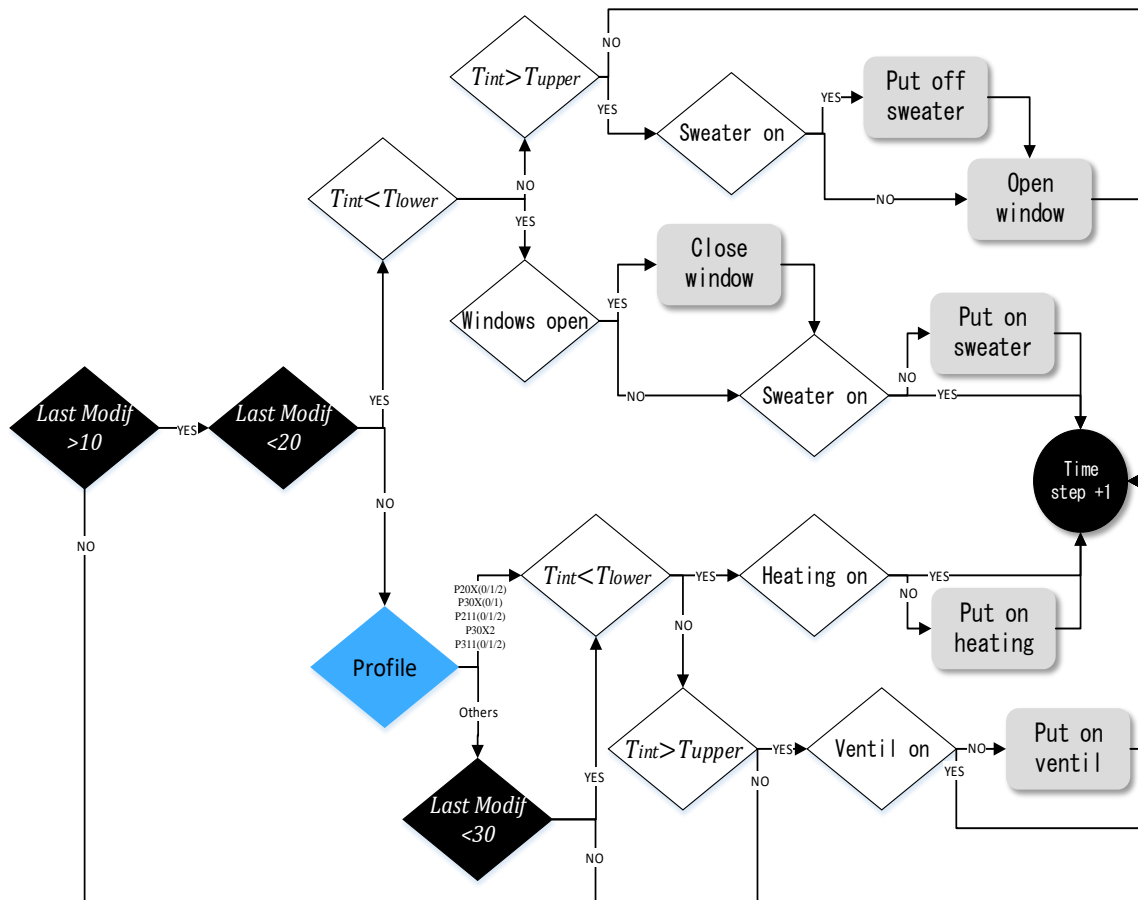 NO
Tint>Tupper
YES
Sweater on
YES
Put off
sweater
NO
Open
window
Tint<Tlower
NO
YES
Windows open
YES
Close
window
NO
Sweater on
NO
Put on
sweater
YES
Last Modif
>10
YES
Last Modif
<20
YES
NO
NO
Time
step +1
Profile
P20X(0/1/2)
P30X(0/1)
P211(0/1/2)
P30X2
P311(0/1/2)
Others
Tint<Tlower
YES
Heating on
YES
NO
Put on
heating
NO
Tint>Tupper
YES
Ventil on
NO
Put on
ventil
YES
NO
Last Modif
<30
YES
NO